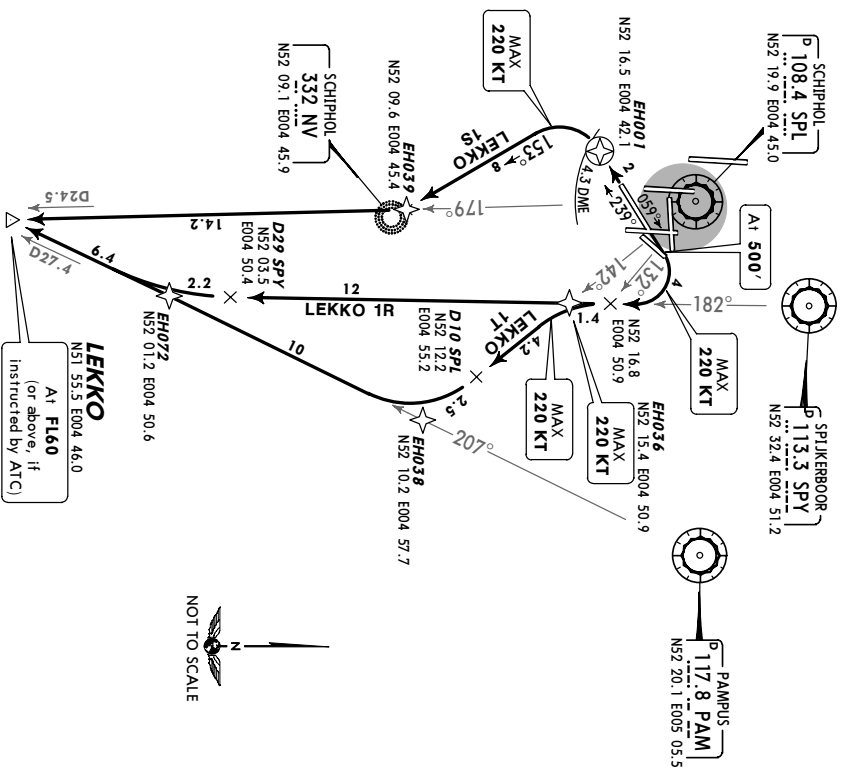 SCHIPHOL
D 108.4 SPL
N52 19.9 E004 45.0
At 500'
SPIJKERBOOR
D 113.3 SPY
N52 32.4 E004 51.2
PAMPUS
D 117.8 PAM
N52 20.1 E005 05.5
EH001
N52 16.5 E004 42.1
MAX
220 KT
2
059°
239°
4.3 DME
4
182°
MAX
220 KT
132°
142°
N52 16.8
E004 50.9
1.4
EH036
N52 15.4 E004 50.9
MAX
220 KT
MAX
220 KT
LEKKO
1S
153°
8
LEKKO
1T
4.2
D10 SPL
N52 12.2
E004 55.2
2.5
EH038
N52 10.2 E004 57.7
207°
EH039
N52 09.6 E004 45.4
179°
SCHIPHOL
332 NV
N52 09.1 E004 45.9
12
LEKKO 1R
D29 SPY
N52 03.5
E004 50.4
2.2
EH072
N52 01.2 E004 50.6
10
6.4
14.2
D24.5
D27.4
LEKKO
N51 55.5 E004 46.0
At FL60
(or above, if
instructed by ATC)
N
NOT TO SCALE